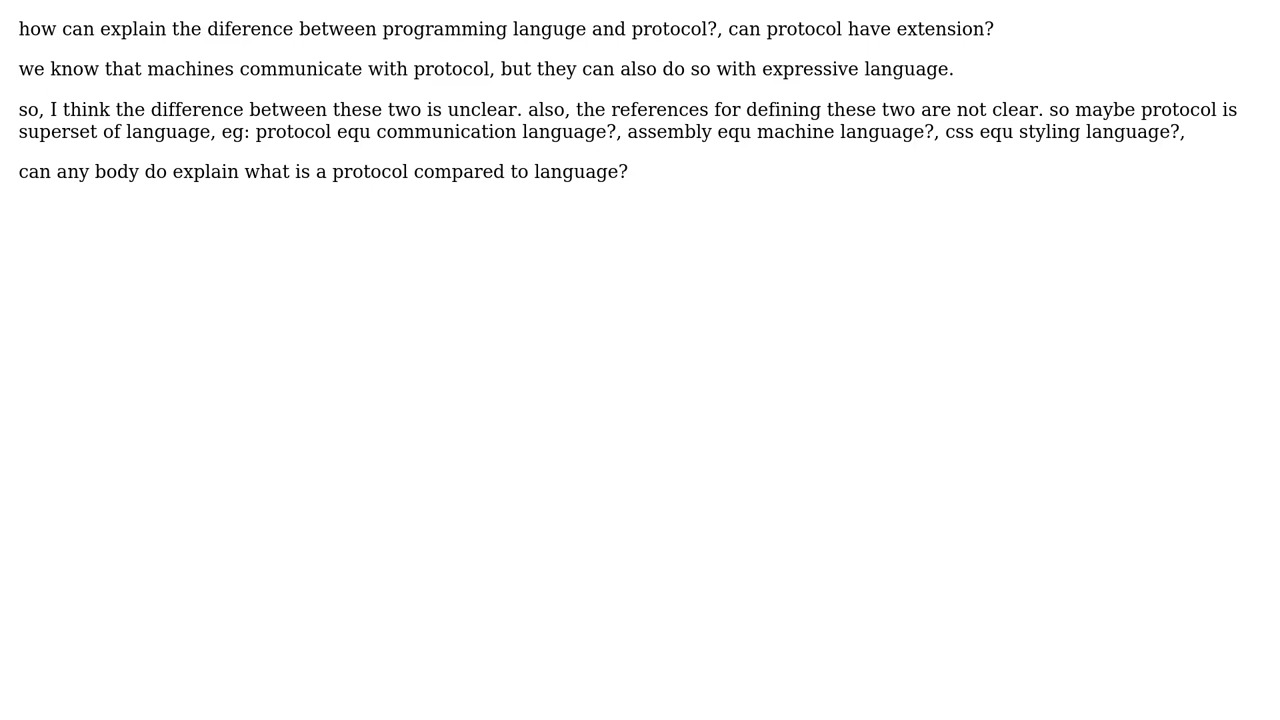 how can explain the diference between programming languge and protocol?, can protocol have extension?
we know that machines communicate with protocol, but they can also do so with expressive language.
so, I think the difference between these two is unclear. also, the references for defining these two are not clear. so maybe protocol is
superset of language, eg: protocol equ communication language?, assembly equ machine language?, css equ styling language?,
can any body do explain what is a protocol compared to language?